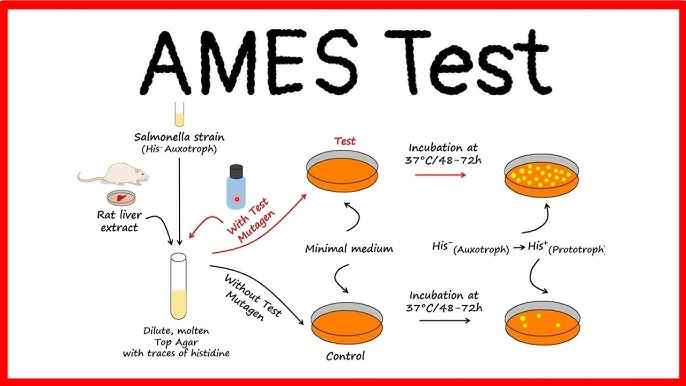 AMES Test
Salmonella strain
(His⁻Auxotroph)
Rat liver
extract
With Test
Mutagen
Without Test
Mutagen
Dilute, molten
Top Agar
with traces of histidine
Test
Minimal medium
Control
Incubation at
37°C/48-72h
His⁻(Auxotroph) → His⁺(Prototroph)
Incubation at
37°C/48-72h